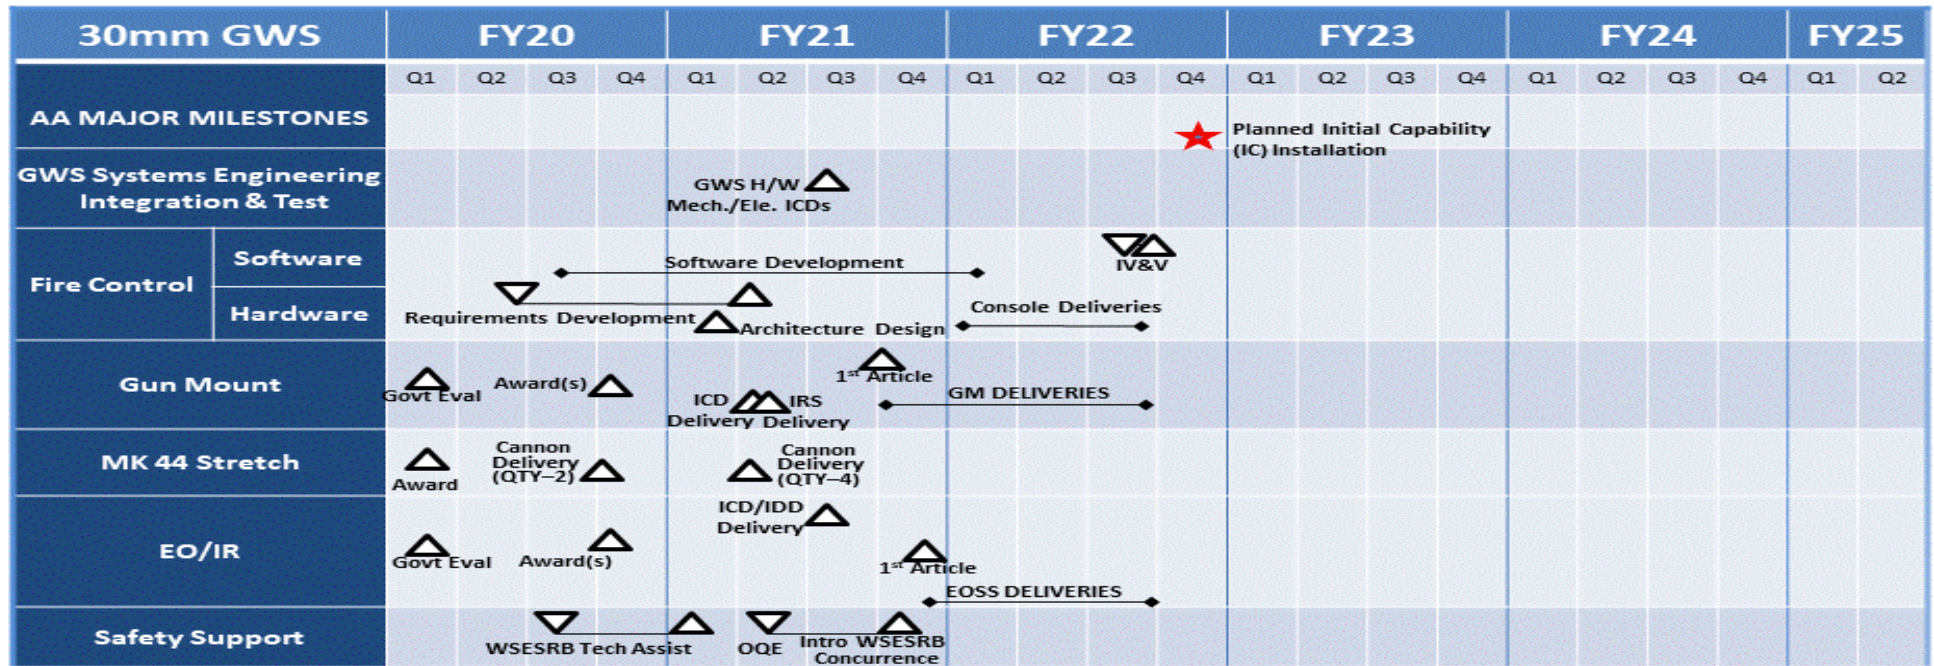 30mm GWS FY20 FY21 FY22 FY23 FY24 FY25
Q1 Q2 Q3 Q4 Q1 Q2 Q3 Q4 Q1 Q2 Q3 Q4 Q1 Q2 Q3 Q4 Q1 Q2 Q3 Q4 Q1 Q2
AA MAJOR MILESTONES
Planned Initial Capability
(IC) Installation
GWS Systems Engineering
Integration & Test
GWS H/W
Mech./Ele. ICDs
Fire Control
Software
Software Development
IV&V
Hardware
Requirements Development
Architecture Design
Console Deliveries
Gun Mount
Govt Eval
Award(s)
ICD
Delivery
IRS
Delivery
1st Article
GM DELIVERIES
MK 44 Stretch
Award
Cannon
Delivery
(QTY–2)
Cannon
Delivery
(QTY–4)
EO/IR
Govt Eval
Award(s)
ICD/IDD
Delivery
1st Article
EOSS DELIVERIES
Safety Support
WSESRB Tech Assist
OQE
Intro WSESRB
Concurrence